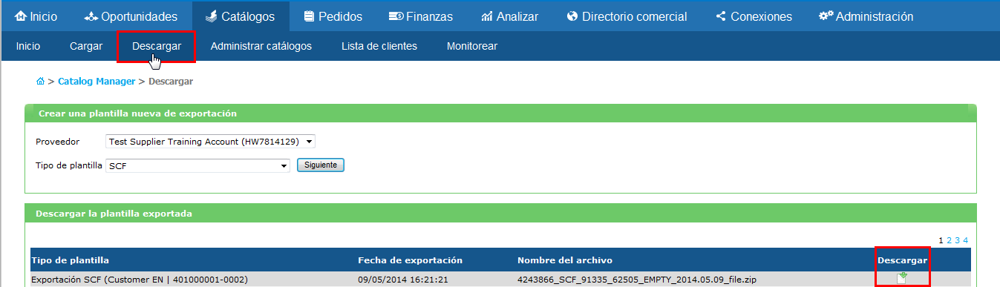 Inicio Oportunidades Catálogos Pedidos Finanzas Analizar Directorio comercial Conexiones Administración
Inicio Cargar Descargar Administrar catálogos Lista de clientes Monitorear
> Catalog Manager > Descargar
Crear una plantilla nueva de exportación
Proveedor Test Supplier Training Account (HW7814129)
Tipo de plantilla SCF Siguiente
Descargar la plantilla exportada
1 2 3 4
Tipo de plantilla Fecha de exportación Nombre del archivo Descargar
Exportación SCF (Customer EN | 401000001-0002) 09/05/2014 16:21:21 4243866_SCF_91335_62505_EMPTY_2014.05.09_file.zip